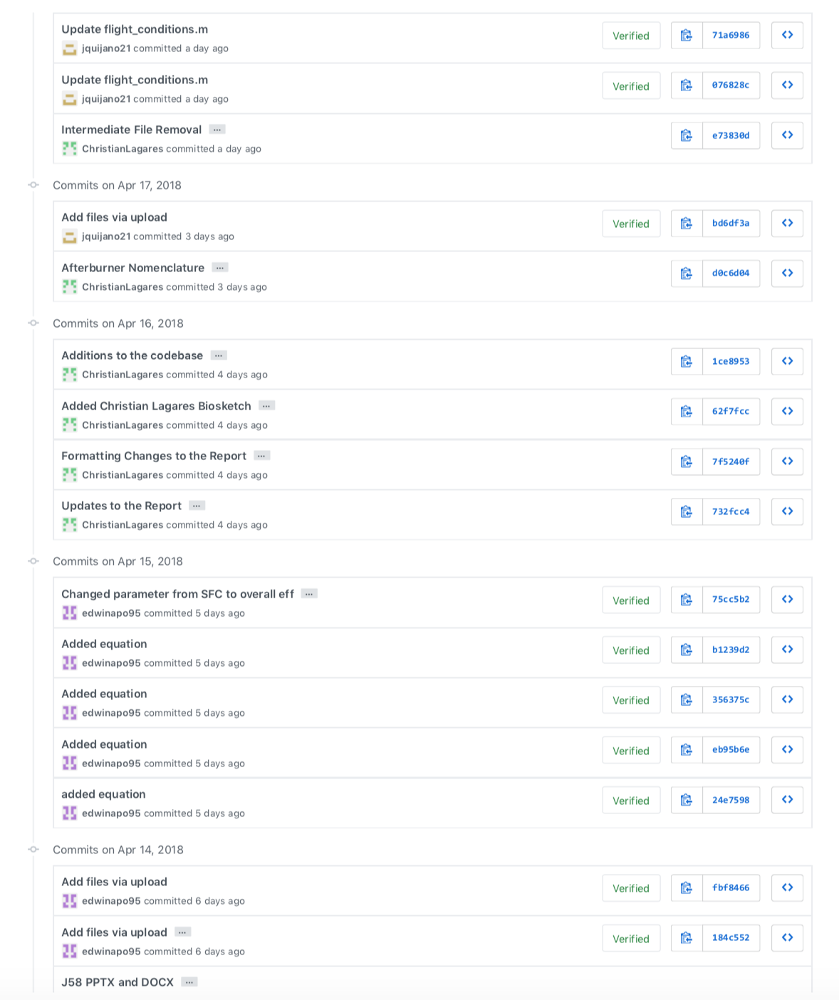 Update flight_conditions.m
Verified
71a6986
jquijano21 committed a day ago
Update flight_conditions.m
Verified
076828c
jquijano21 committed a day ago
Intermediate File Removal ...
e73830d
ChristianLagares committed a day ago
Commits on Apr 17, 2018
Add files via upload
Verified
bd6df3a
jquijano21 committed 3 days ago
Afterburner Nomenclature ...
d0c6d04
ChristianLagares committed 3 days ago
Commits on Apr 16, 2018
Additions to the codebase ...
1ce8953
ChristianLagares committed 4 days ago
Added Christian Lagares Biosketch ...
62f7fcc
ChristianLagares committed 4 days ago
Formatting Changes to the Report ...
7f5240f
ChristianLagares committed 4 days ago
Updates to the Report ...
732fcc4
ChristianLagares committed 4 days ago
Commits on Apr 15, 2018
Changed parameter from SFC to overall eff ...
Verified
75cc5b2
edwinapo95 committed 5 days ago
Added equation
Verified
b1239d2
edwinapo95 committed 5 days ago
Added equation
Verified
356375c
edwinapo95 committed 5 days ago
Added equation
Verified
eb95b6e
edwinapo95 committed 5 days ago
added equation
Verified
24e7598
edwinapo95 committed 5 days ago
Commits on Apr 14, 2018
Add files via upload
Verified
fbf8466
edwinapo95 committed 6 days ago
Add files via upload ...
Verified
184c552
edwinapo95 committed 6 days ago
J58 PPTX and DOCX ...